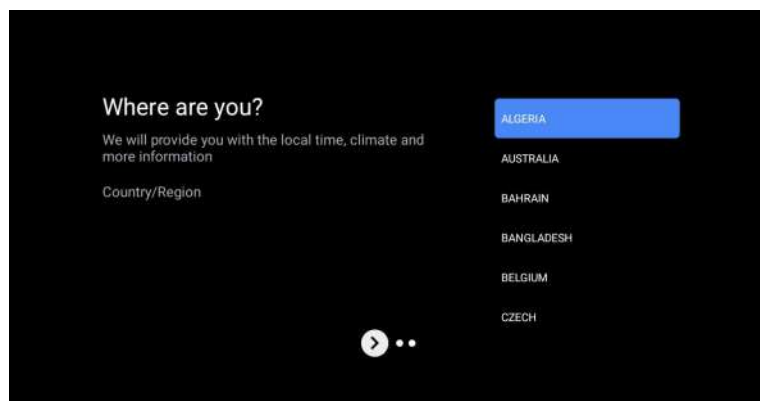 Where are you?
We will provide you with the local time, climate and
more information
Country/Region
ALGERIA
AUSTRALIA
BAHRAIN
BANGLADESH
BELGIUM
CZECH